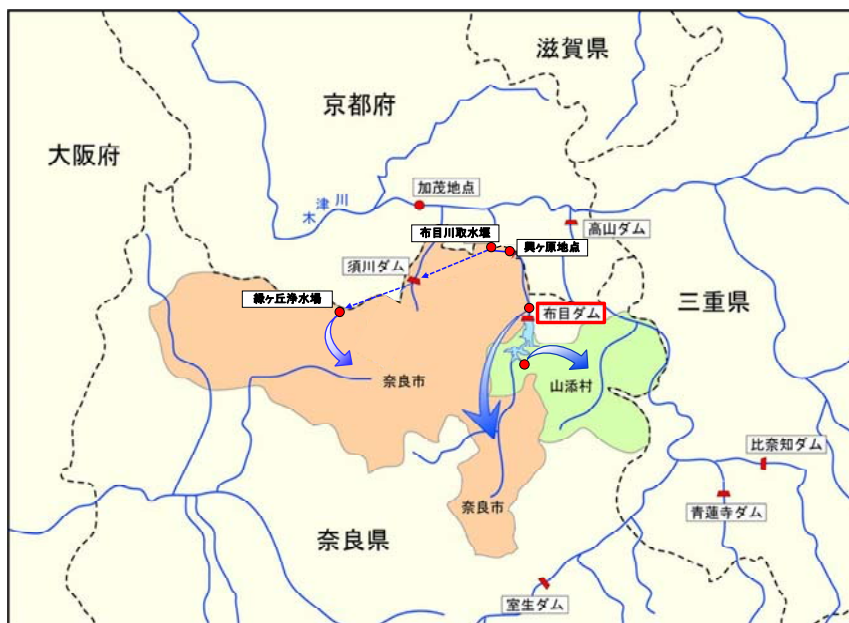 滋賀県
京都府
大阪府
加茂地点
木津川
布目川取水堰
高山ダム
興ヶ原地点
須川ダム
三重県
緑ヶ丘浄水場
布目ダム
奈良市
山添村
比奈知ダム
奈良市
青蓮寺ダム
奈良県
室生ダム